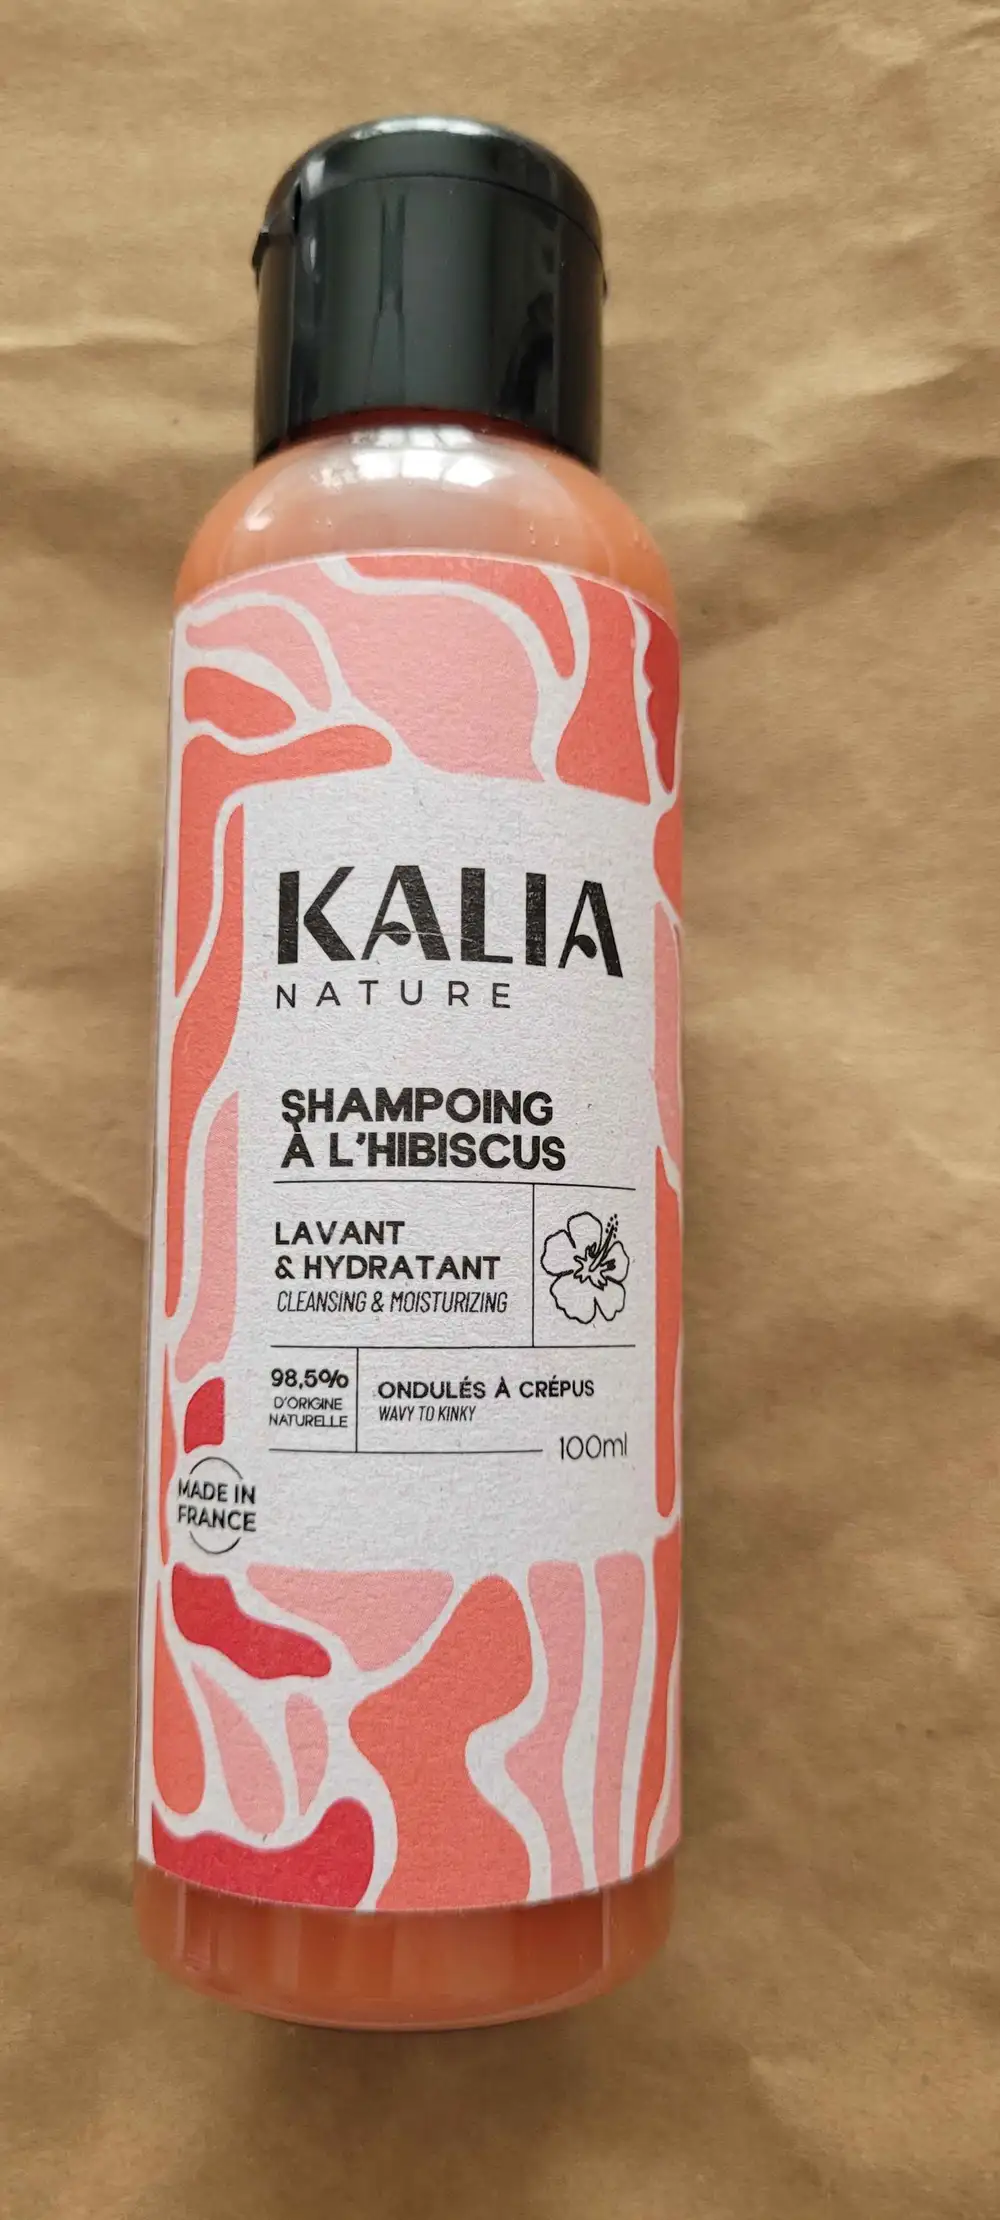 KALIA
NATURE
SHAMPOING
À L'HIBISCUS
LAVANT
& HYDRATANT
CLEANSING & MOISTURIZING
98,5%
D'ORIGINE
NATURELLE
ONDULÉS À CRÉPUS
WAVY TO KINKY
100ml
MADE IN
FRANCE